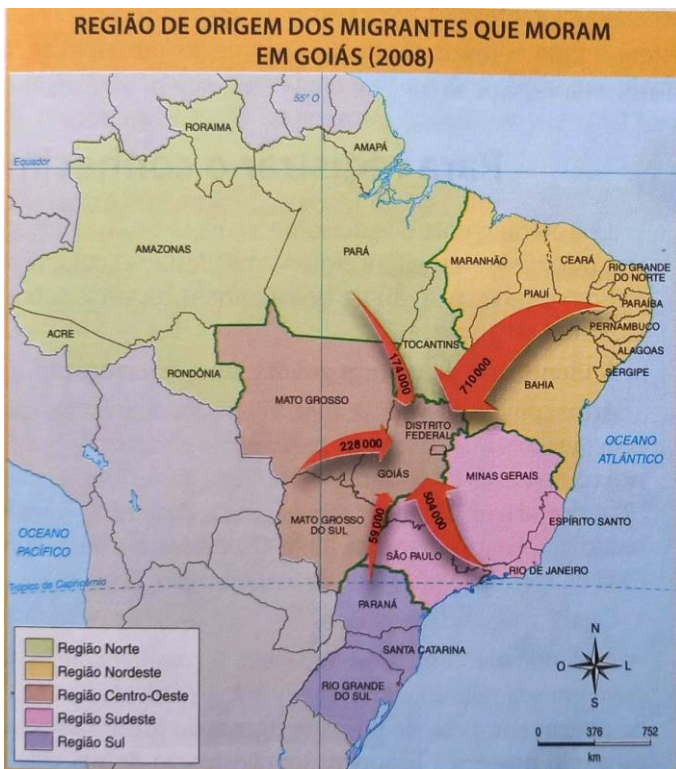 REGIÃO DE ORIGEM DOS MIGRANTES QUE MORAM
EM GOIÁS (2008)
55° O
RORAIMA
AMAPÁ
Equador
AMAZONAS
PARÁ
MARANHÃO
CEARÁ
RIO GRANDE
DO NORTE
PIAUÍ
PARAÍBA
PERNAMBUCO
ACRE
TOCANTINS
ALAGOAS
RONDÔNIA
SERGIPE
174 000
710 000
MATO GROSSO
BAHIA
DISTRITO
FEDERAL
228 000
OCEANO
ATLÂNTICO
GOIÁS
MINAS GERAIS
504 000
59 000
MATO GROSSO
DO SUL
ESPÍRITO SANTO
OCEANO
PACÍFICO
SÃO PAULO
RIO DE JANEIRO
Trópico de Capricórnio
PARANÁ
SANTA CATARINA
RIO GRANDE
DO SUL
Região Norte
Região Nordeste
Região Centro-Oeste
Região Sudeste
Região Sul
N
O
L
S
0 376 752
km